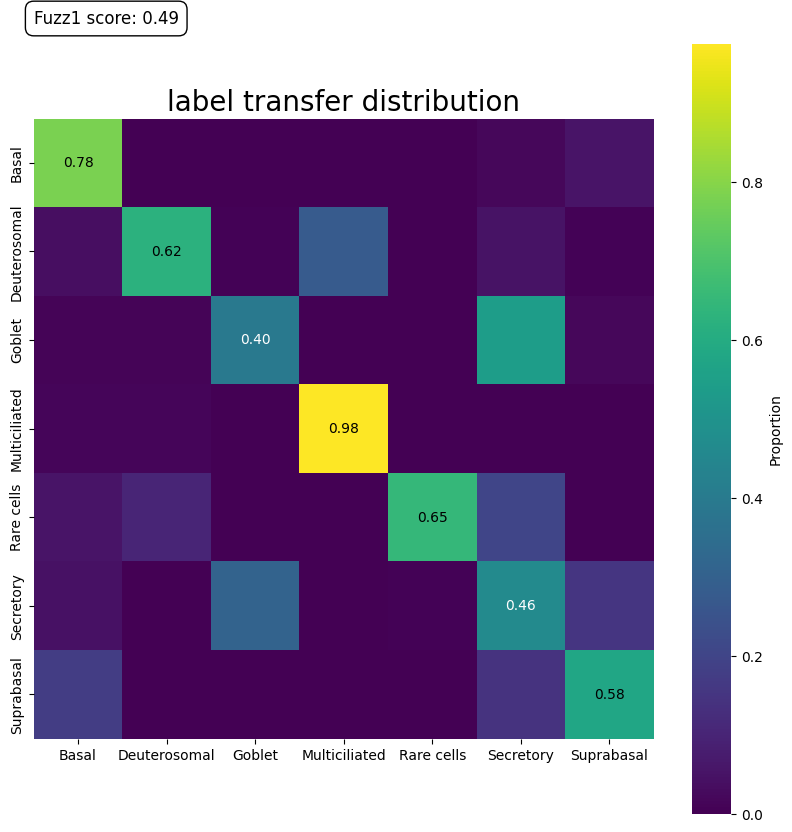 Fuzz1 score: 0.49
label transfer distribution
Basal
Deuterosomal
Goblet
Multiciliated
Rare cells
Secretory
Suprabasal
0.78
0.62
0.40
0.98
0.65
0.46
0.58
Basal Deuterosomal Goblet Multiciliated Rare cells Secretory Suprabasal
0.8
0.6
0.4
0.2
0.0
Proportion